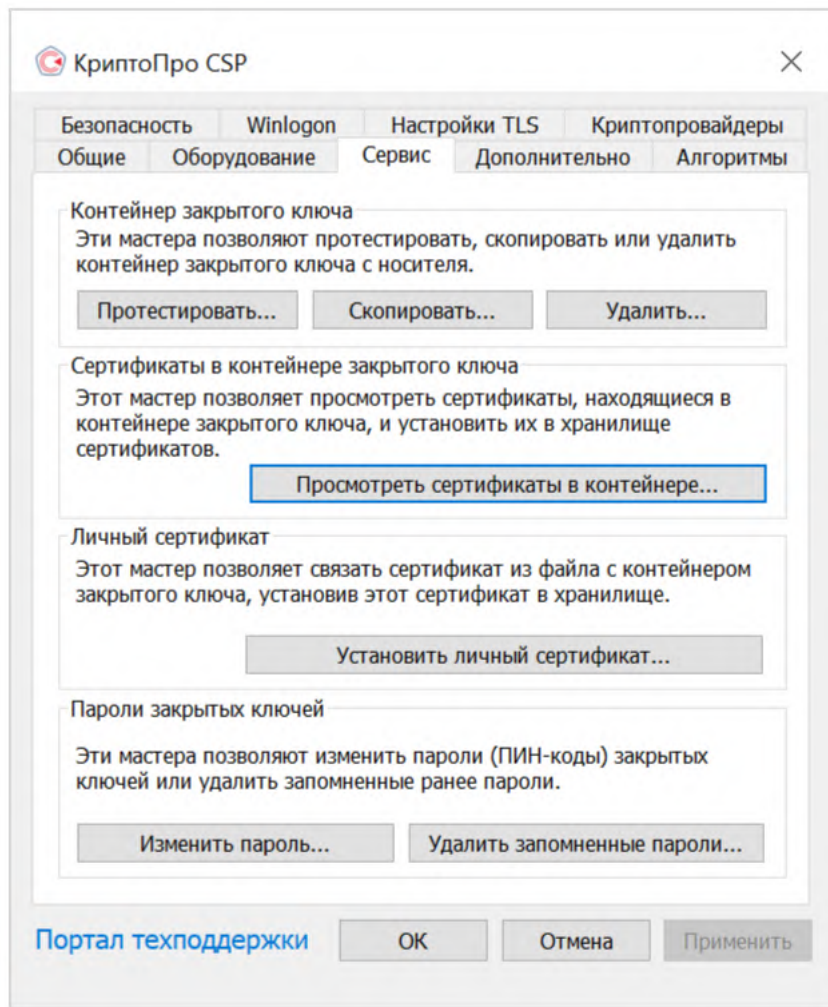 КриптоПро CSP
Безопасность Winlogon Настройки TLS Криптопровайдеры
Общие Оборудование Сервис Дополнительно Алгоритмы
Контейнер закрытого ключа
Эти мастера позволяют протестировать, скопировать или удалить
контейнер закрытого ключа с носителя.
Протестировать... Скопировать... Удалить...
Сертификаты в контейнере закрытого ключа
Этот мастер позволяет просмотреть сертификаты, находящиеся в
контейнере закрытого ключа, и установить их в хранилище
сертификатов.
Просмотреть сертификаты в контейнере...
Личный сертификат
Этот мастер позволяет связать сертификат из файла с контейнером
закрытого ключа, установив этот сертификат в хранилище.
Установить личный сертификат...
Пароли закрытых ключей
Эти мастера позволяют изменить пароли (ПИН-коды) закрытых
ключей или удалить запомненные ранее пароли.
Изменить пароль... Удалить запомненные пароли...
Портал техподдержки ОК Отмена Применить